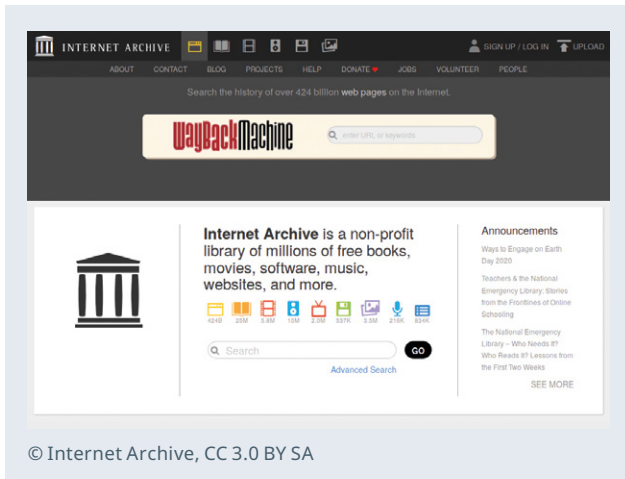 INTERNET ARCHIVE
SIGN UP / LOG IN UPLOAD
ABOUT CONTACT BLOG PROJECTS HELP DONATE JOBS VOLUNTEER PEOPLE
Search the history of over 424 billion web pages on the Internet.
WayBackMachine
enter URL or keywords
Internet Archive is a non-profit
library of millions of free books,
movies, software, music,
websites, and more.
424B 25M 5.8M 10M 2.0M 537K 3.5M 216K 824K
Search GO
Advanced Search
Announcements
Ways to Engage on Earth
Day 2020
Teachers & the National
Emergency Library: Stories
from the Frontlines of Online
Schooling
The National Emergency
Library – Who Needs It?
Who Reads It? Lessons from
the First Two Weeks
SEE MORE
© Internet Archive, CC 3.0 BY SA